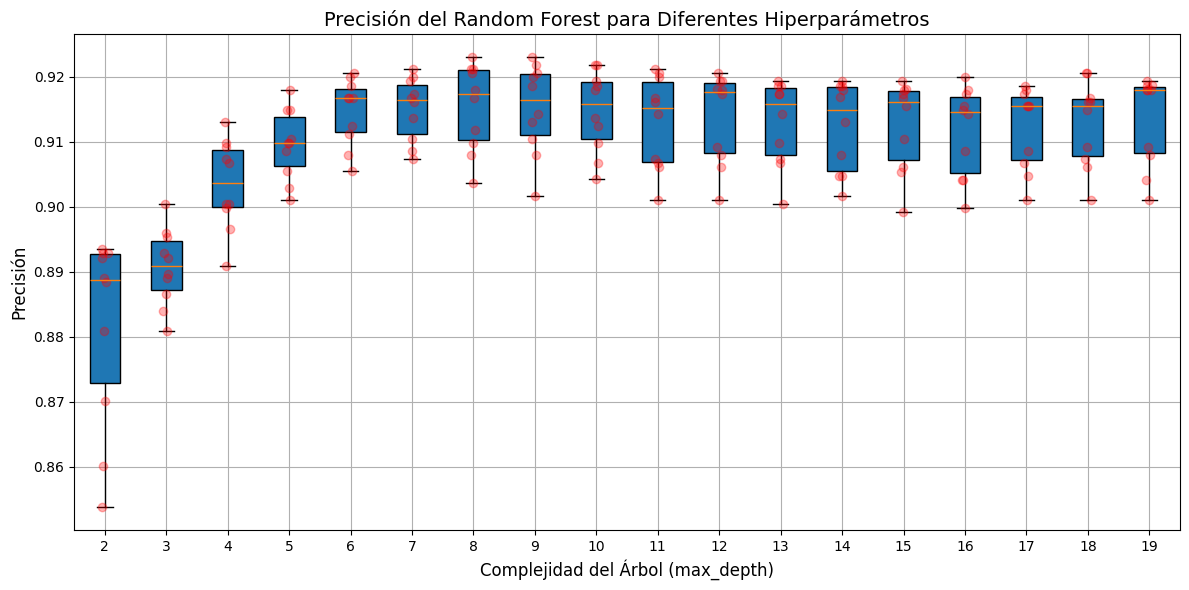 Precisión del Random Forest para Diferentes Hiperparámetros
Precisión
0.92
0.91
0.90
0.89
0.88
0.87
0.86
2 3 4 5 6 7 8 9 10 11 12 13 14 15 16 17 18 19
Complejidad del Árbol (max_depth)